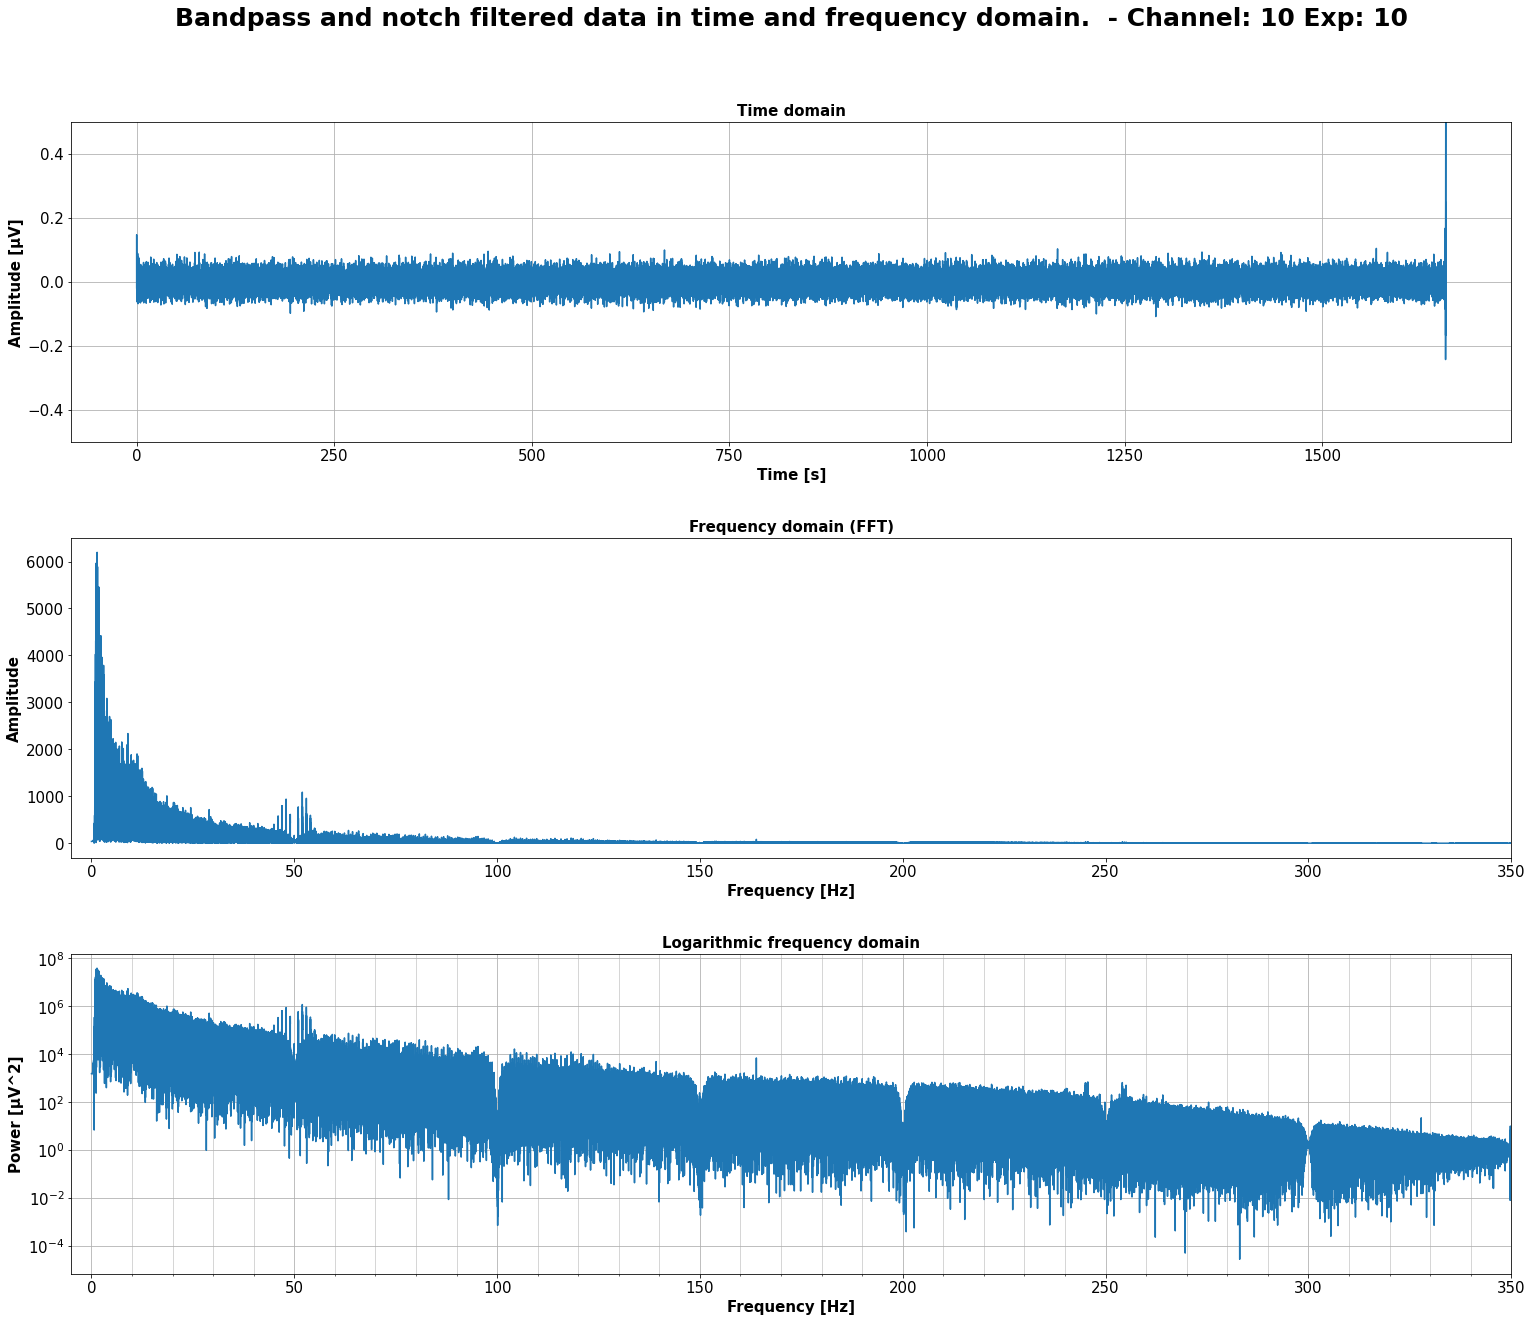 Bandpass and notch filtered data in time and frequency domain.  - Channel: 10 Exp: 10
Time domain
Amplitude [µV]
0.4
0.2
0.0
−0.2
−0.4
0 250 500 750 1000 1250 1500
Time [s]
Frequency domain (FFT)
Amplitude
6000
5000
4000
3000
2000
1000
0
0 50 100 150 200 250 300 350
Frequency [Hz]
Logarithmic frequency domain
Power [µV^2]
10^8
10^6
10^4
10^2
10^0
10^−2
10^−4
0 50 100 150 200 250 300 350
Frequency [Hz]